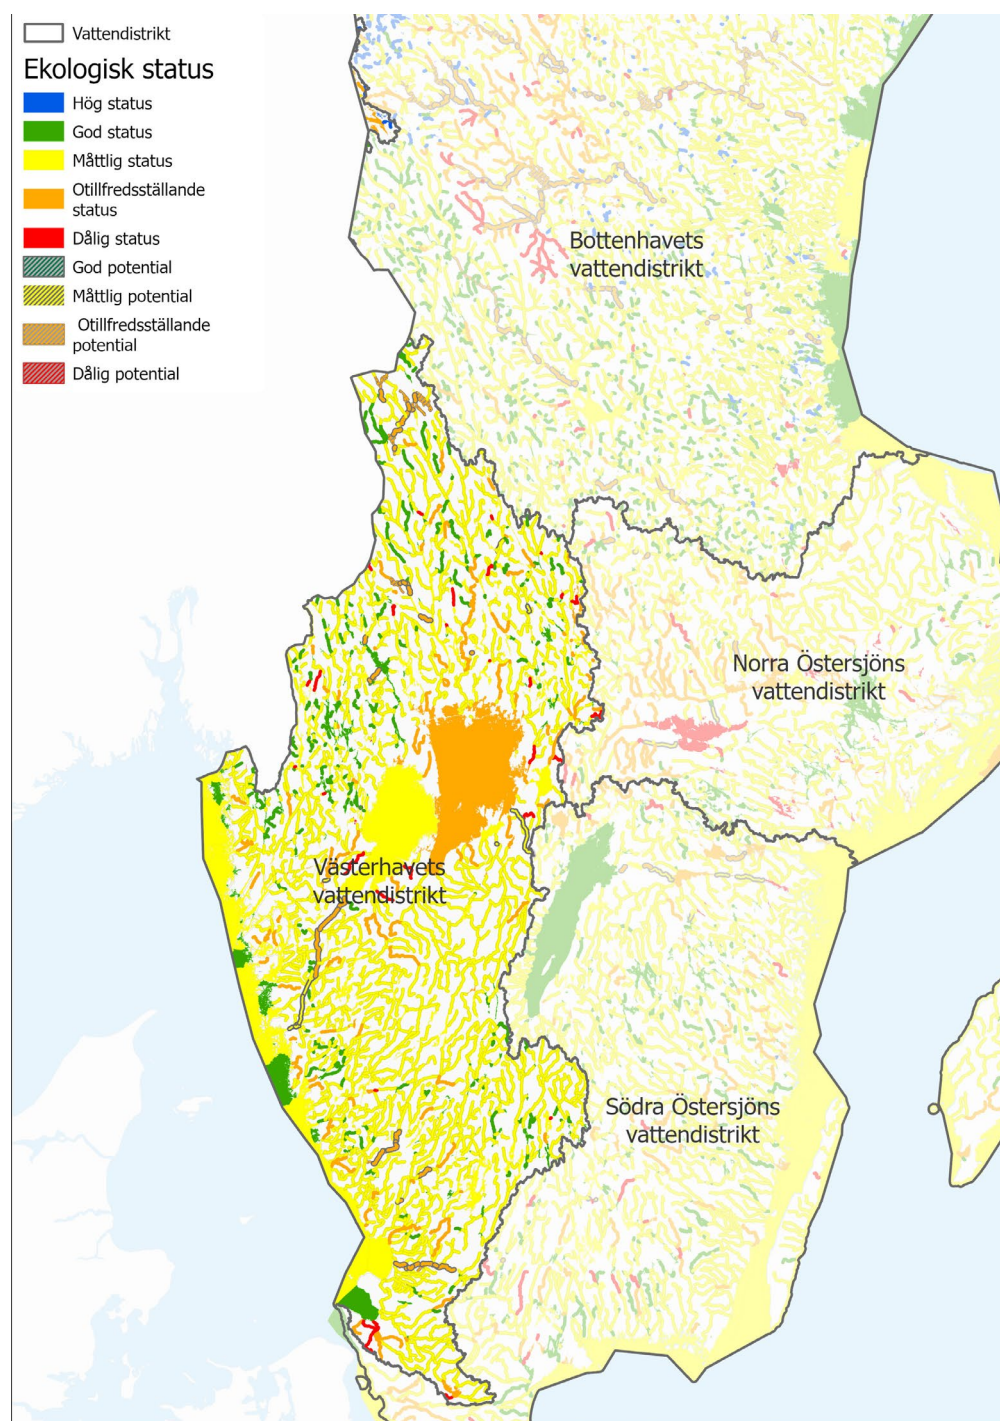 Vattendistrikt
Ekologisk status
Hög status
God status
Måttlig status
Otillfredsställande
status
Dålig status
God potential
Måttlig potential
Otillfredsställande
potential
Dålig potential
Bottenhavets
vattendistrikt
Norra Östersjöns
vattendistrikt
Västerhavets
vattendistrikt
Södra Östersjöns
vattendistrikt